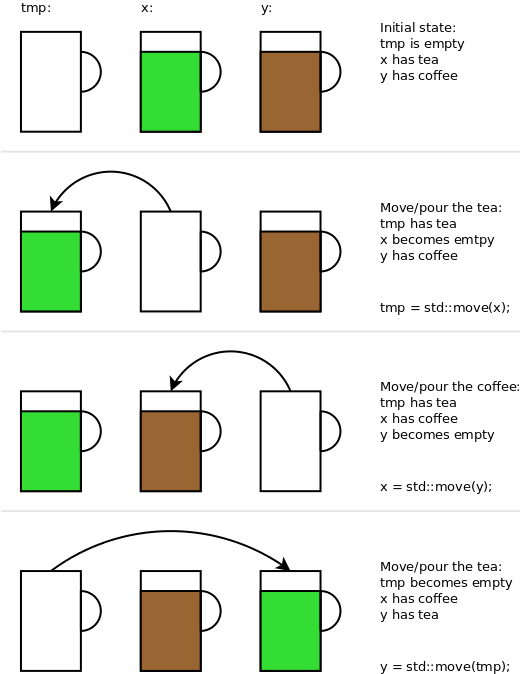 tmp:
x:
y:
Initial state:
tmp is empty
x has tea
y has coffee
Move/pour the tea:
tmp has tea
x becomes emtpy
y has coffee
tmp = std::move(x);
Move/pour the coffee:
tmp has tea
x has coffee
y becomes empty
x = std::move(y);
Move/pour the tea:
tmp becomes empty
x has coffee
y has tea
y = std::move(tmp);